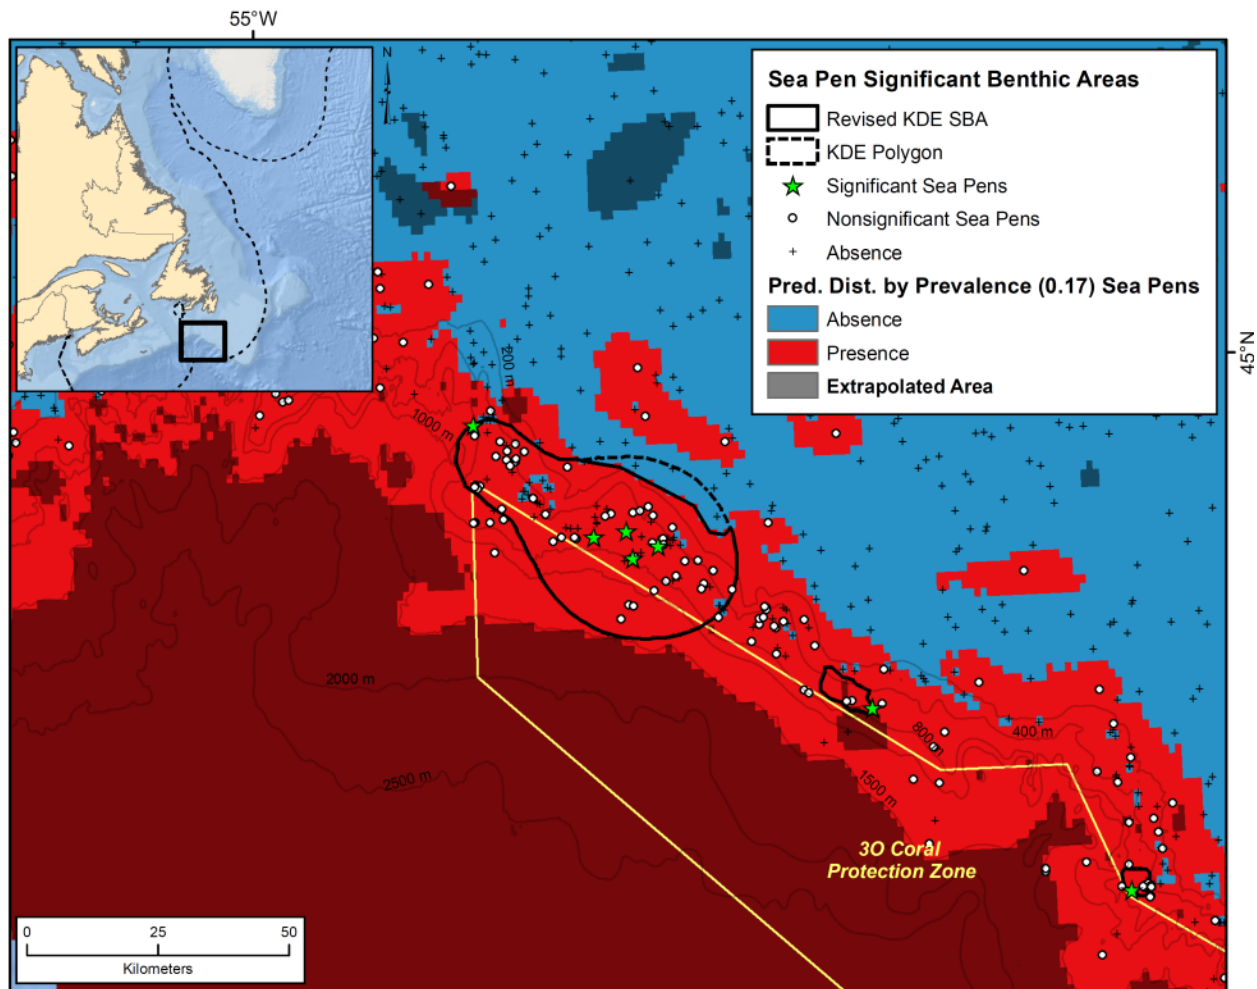 55°W
N
Sea Pen Significant Benthic Areas
Revised KDE SBA
KDE Polygon
Significant Sea Pens
Nonsignificant Sea Pens
Absence
Pred. Dist. by Prevalence (0.17) Sea Pens
Absence
Presence
Extrapolated Area
45°N
200 m
1000 m
2000 m
2500 m
800 m
400 m
1500 m
3O Coral
Protection Zone
0 25 50
Kilometers